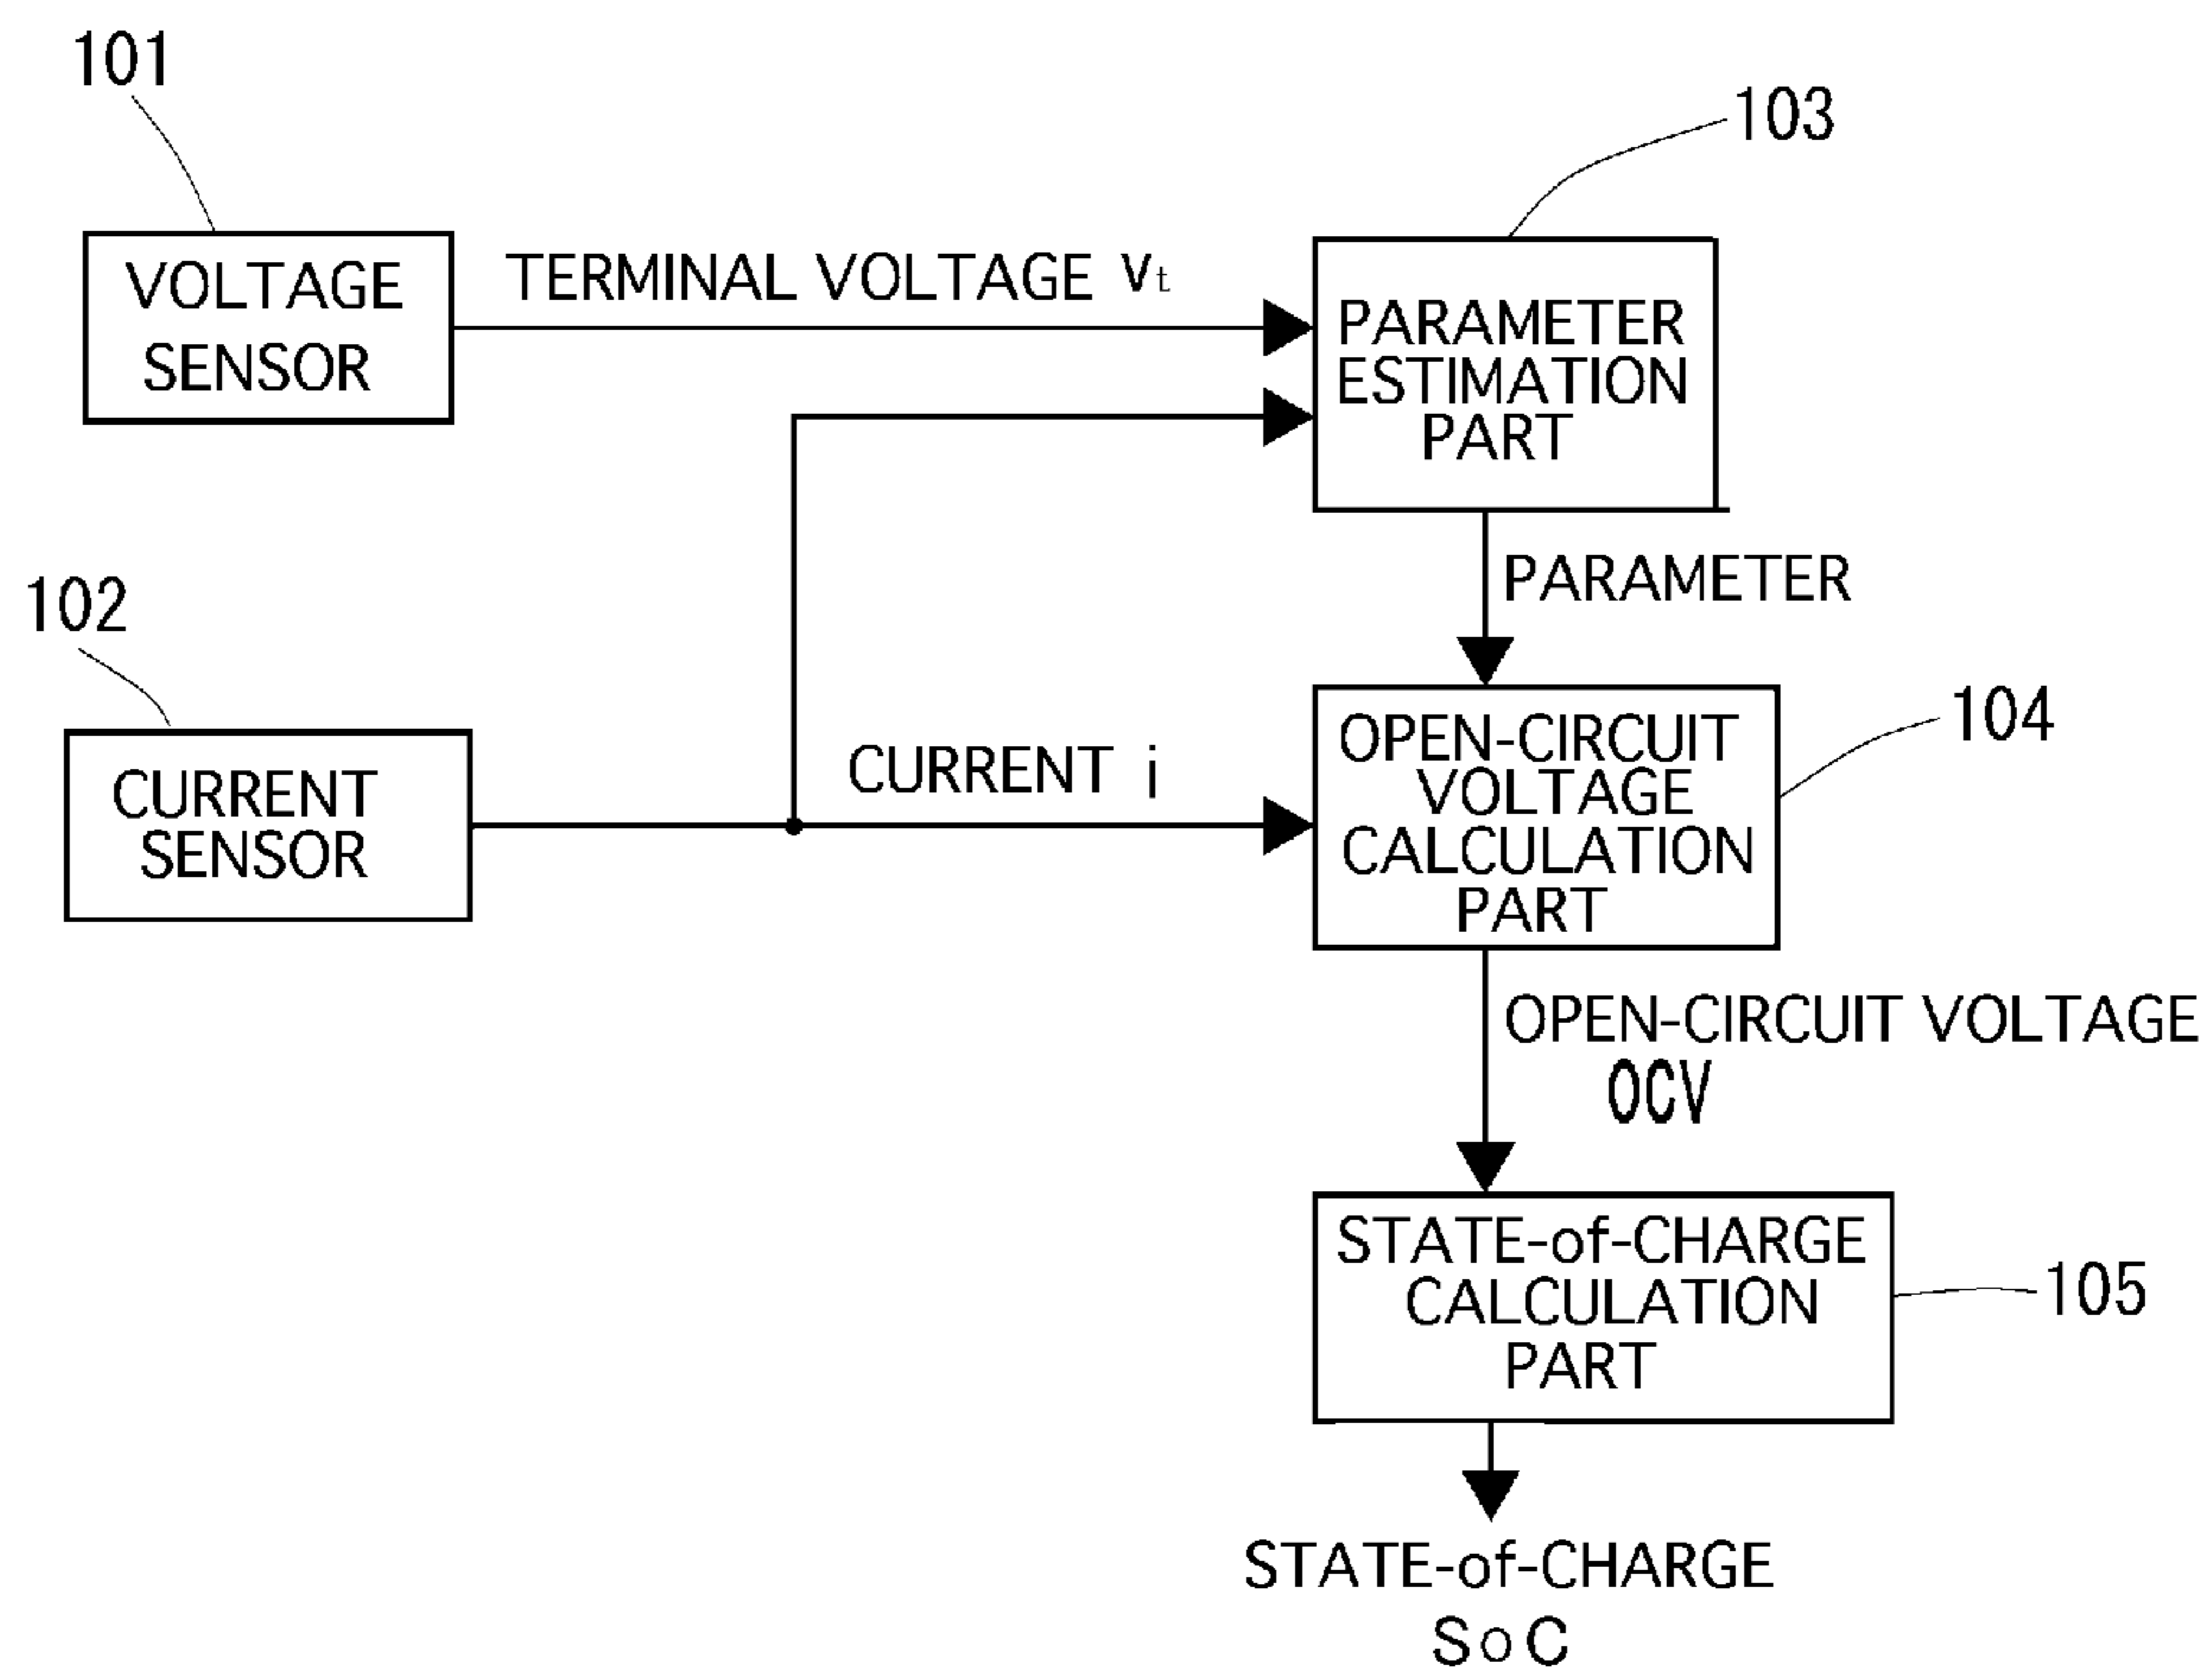 101
103
VOLTAGE
SENSOR
TERMINAL VOLTAGE Vt
PARAMETER
ESTIMATION
PART
102
PARAMETER
104
CURRENT
SENSOR
CURRENT i
OPEN-CIRCUIT
VOLTAGE
CALCULATION
PART
OPEN-CIRCUIT VOLTAGE
OCV
STATE-of-CHARGE
CALCULATION
PART
105
STATE-of-CHARGE
SoC